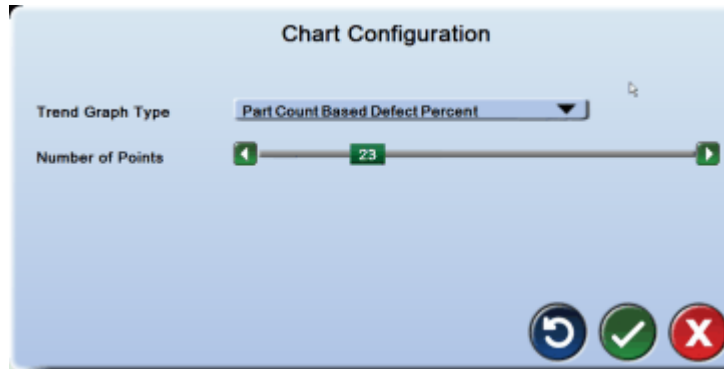 Chart Configuration
Trend Graph Type Part Count Based Defect Percent
Number of Points 23